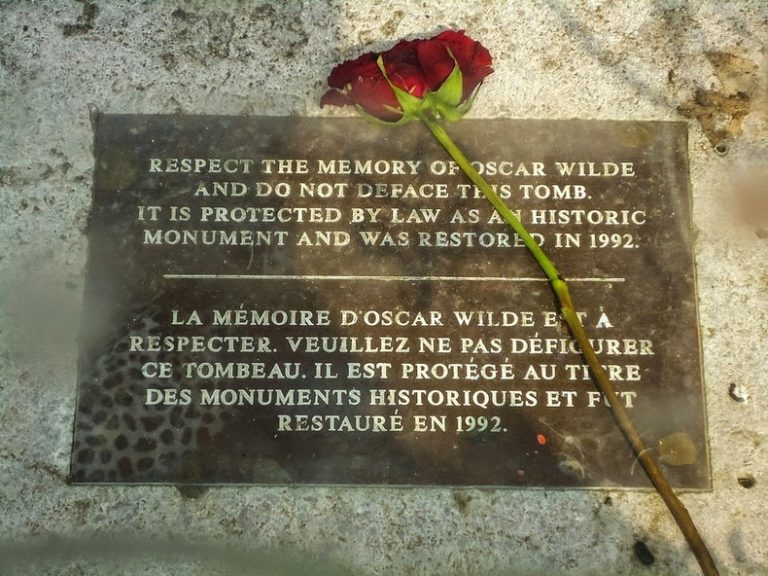 RESPECT THE MEMORY OF OSCAR WILDE
AND DO NOT DEFACE THIS TOMB.
IT IS PROTECTED BY LAW AS AN HISTORIC
MONUMENT AND WAS RESTORED IN 1992.
LA MÉMOIRE D'OSCAR WILDE EST À
RESPECTER. VEUILLEZ NE PAS DÉFIGURER
CE TOMBEAU. IL EST PROTÉGÉ AU TITRE
DES MONUMENTS HISTORIQUES ET FUT
RESTAURÉ EN 1992.